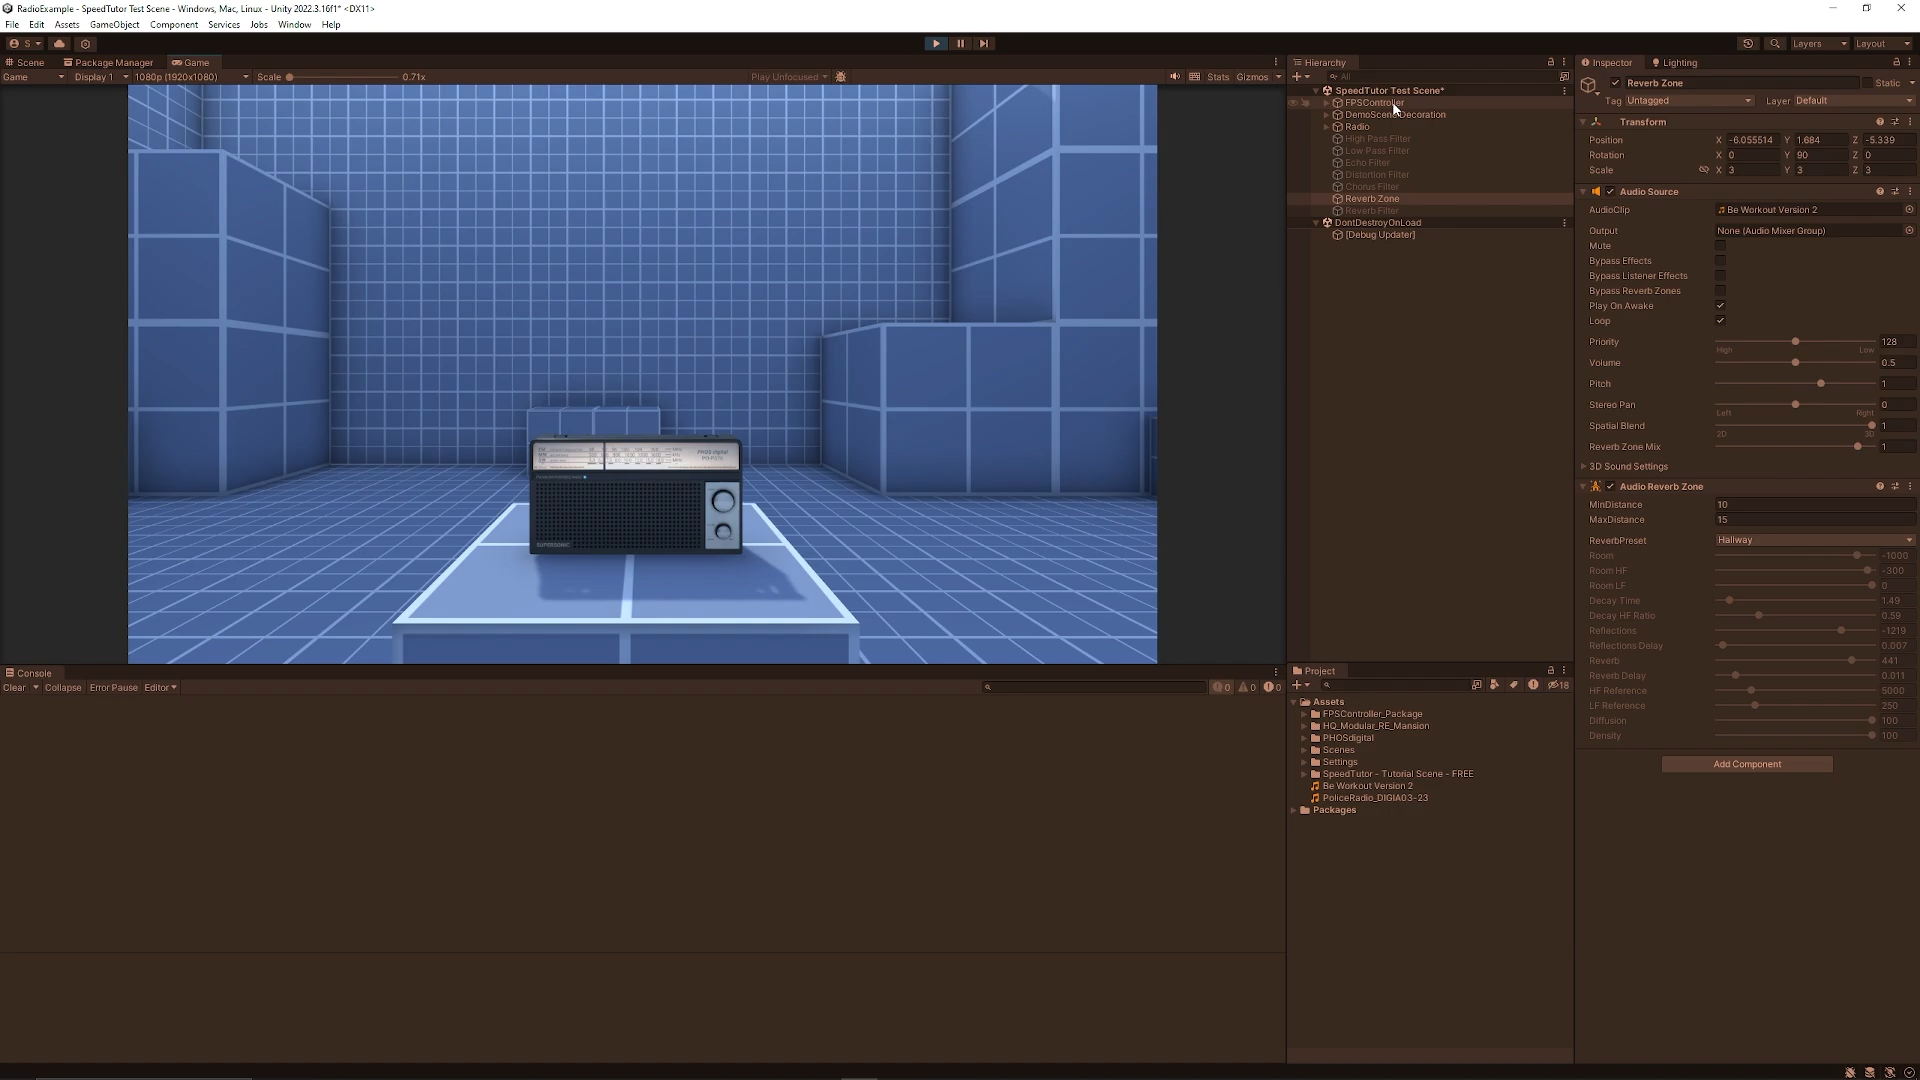 RadioExample - SpeedTutor Test Scene - Windows, Mac, Linux - Unity 2022.3.16f1* <DX11>
File Edit Assets GameObject Component Services Jobs Window Help
S Layers Layout
Scene Package Manager Game
Game Display 1 1080p (1920x1080) Scale 0.71x Play Unfocused Stats Gizmos
PHOS digital
SUPERSONIC
Console
Clear Collapse Error Pause Editor 0 0 0
Hierarchy
All
SpeedTutor Test Scene*
FPSController
DemoSceneDecoration
Radio
High Pass Filter
Low Pass Filter
Echo Filter
Distortion Filter
Chorus Filter
Reverb Zone
Reverb Filter
DontDestroyOnLoad
[Debug Updater]
Project
18
Assets
FPSController_Package
HQ_Modular_RE_Mansion
PHOSdigital
Scenes
Settings
SpeedTutor - Tutorial Scene - FREE
Be Workout Version 2
PoliceRadio_DIGIA03-23
Packages
Inspector Lighting
Reverb Zone Static
Tag Untagged Layer Default
Transform
Position X -6.055514 Y 1.684 Z -5.339
Rotation X 0 Y 90 Z 0
Scale X 3 Y 3 Z 3
Audio Source
AudioClip Be Workout Version 2
Output None (Audio Mixer Group)
Mute
Bypass Effects
Bypass Listener Effects
Bypass Reverb Zones
Play On Awake
Loop
Priority 128
High Low
Volume 0.5
Pitch 1
Stereo Pan 0
Left Right
Spatial Blend 1
2D 3D
Reverb Zone Mix 1
3D Sound Settings
Audio Reverb Zone
MinDistance 10
MaxDistance 15
ReverbPreset Hallway
Room -1000
Room HF -300
Room LF 0
Decay Time 1.49
Decay HF Ratio 0.59
Reflections -1219
Reflections Delay 0.007
Reverb 441
Reverb Delay 0.011
HF Reference 5000
LF Reference 250
Diffusion 100
Density 100
Add Component